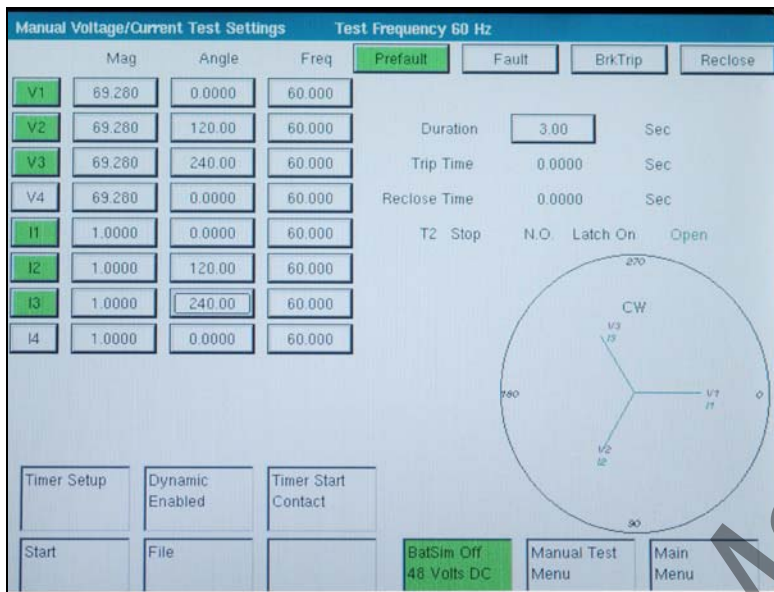 Manual Voltage/Current Test Settings Test Frequency 60 Hz
Mag Angle Freq Prefault Fault BrkTrip Reclose
V1 69.280 0.0000 60.000
V2 69.280 120.00 60.000 Duration 3.00 Sec
V3 69.280 240.00 60.000 Trip Time 0.0000 Sec
V4 69.280 0.0000 60.000 Reclose Time 0.0000 Sec
I1 1.0000 0.0000 60.000 T2 Stop N.O. Latch On Open
I2 1.0000 120.00 60.000 270
I3 1.0000 240.00 60.000 CW
I4 1.0000 0.0000 60.000
V3
I3
180 V1 0
I1
V2
I2
90
Timer Setup Dynamic Enabled Timer Start Contact
Start File BatSim Off 48 Volts DC Manual Test Menu Main Menu